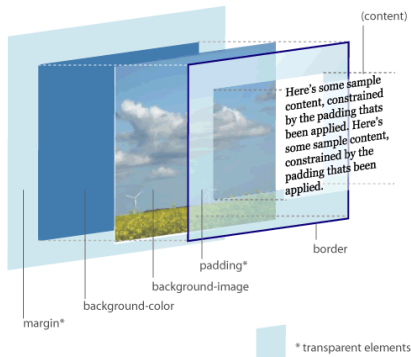 (content)
Here's some sample
content, constrained
by the padding thats
been applied. Here's
some sample content,
constrained by the
padding thats been
applied.
border
padding*
background-image
background-color
margin*
* transparent elements